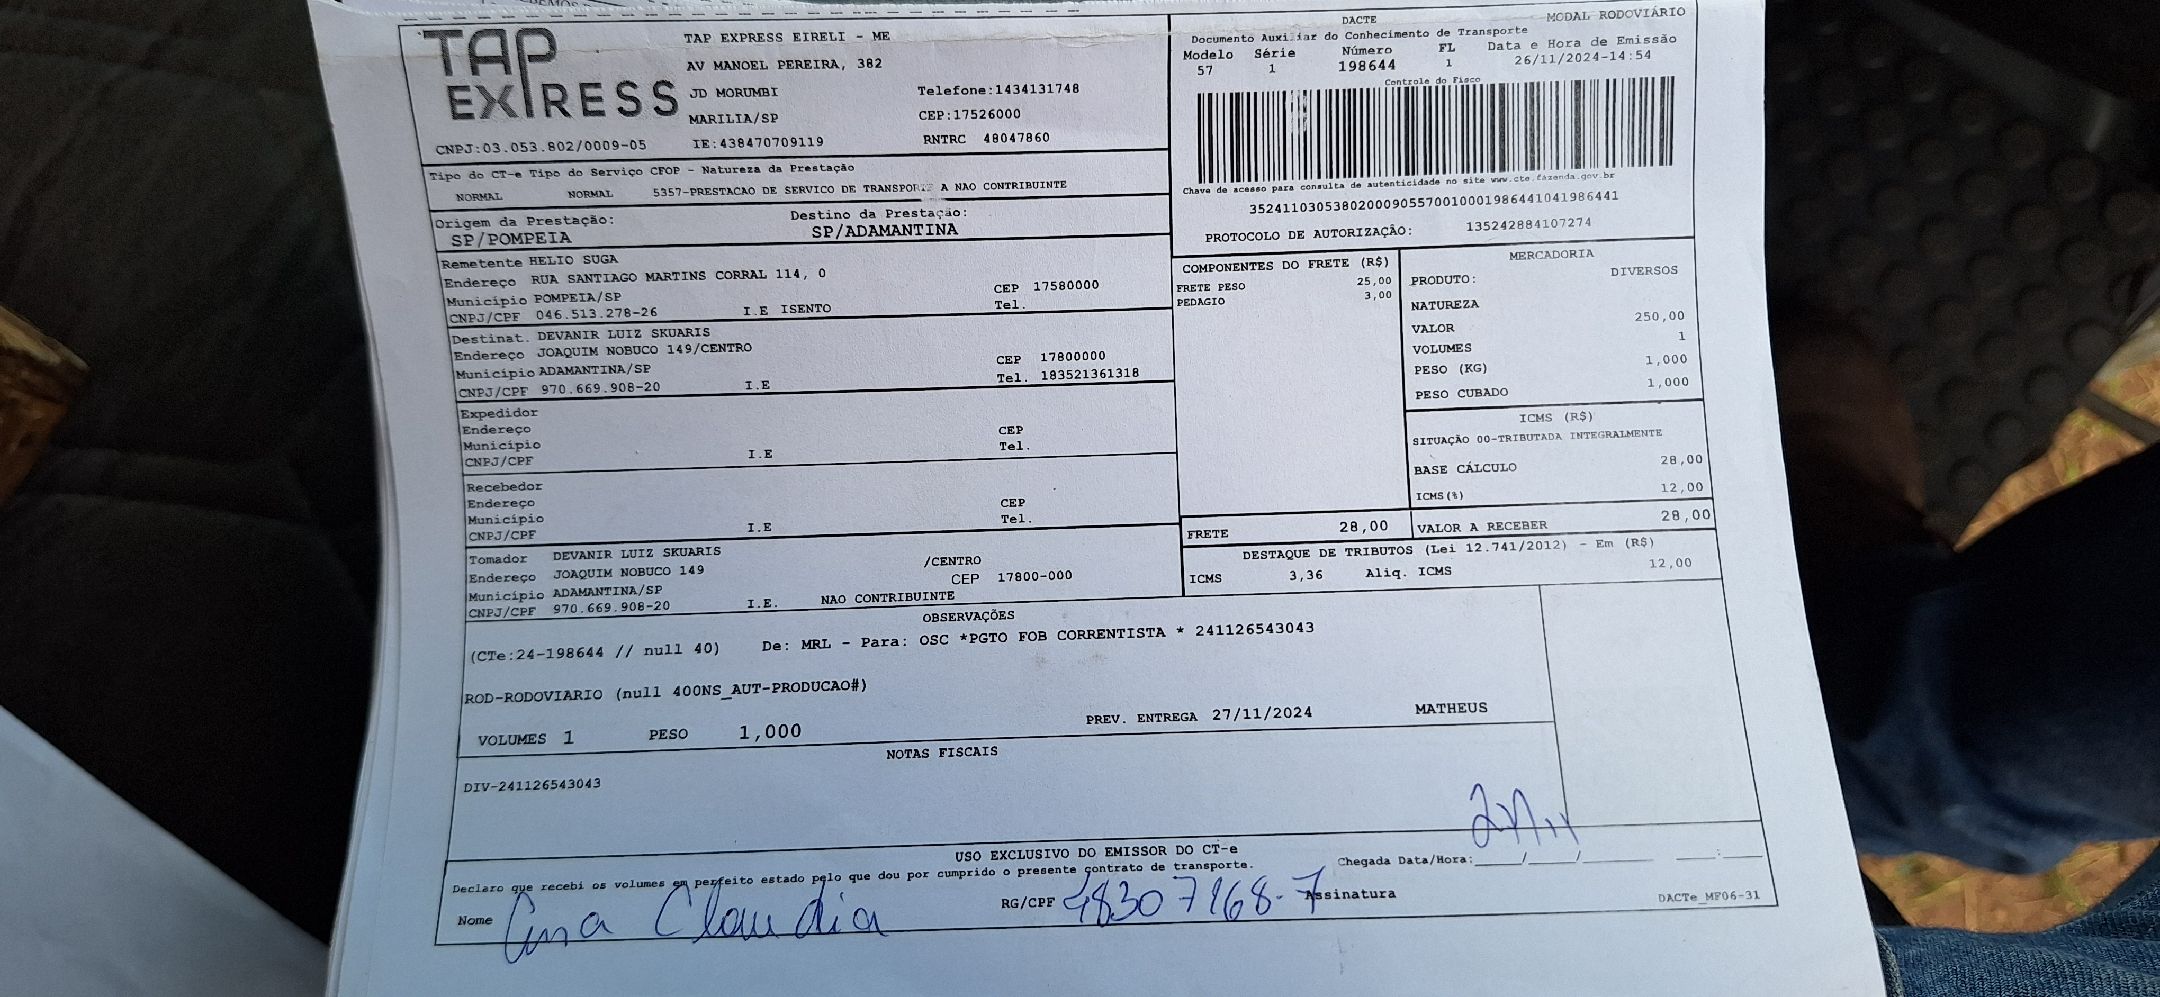 TAP
EXPRESS
CNPJ:03.053.802/0009-05
TAP EXPRESS EIRELI - ME
AV MANOEL PEREIRA, 382
JD MORUMBI
Telefone:1434131748
MARILIA/SP
CEP:17526000
IE:438470709119
RNTRC 48047860
DACTE
MODAL RODOVIÁRIO
Documento Auxiliar do Conhecimento de Transporte
Modelo Série Número FL Data e Hora de Emissão
57 1 198644 1 26/11/2024-14:54
Controle do Fisco
Chave de acesso para consulta de autenticidade no site www.cte.fazenda.gov.br
35241103053802000905570010001986441041986441
PROTOCOLO DE AUTORIZAÇÃO: 135242884107274
Tipo do CT-e Tipo do Serviço CFOP - Natureza da Prestação
NORMAL NORMAL 5357-PRESTACAO DE SERVICO DE TRANSPORTE A NAO CONTRIBUINTE
Origem da Prestação: Destino da Prestação:
SP/POMPEIA SP/ADAMANTINA
Remetente HELIO SUGA
Endereço RUA SANTIAGO MARTINS CORRAL 114, 0
Município POMPEIA/SP CEP 17580000
CNPJ/CPF 046.513.278-26 I.E ISENTO Tel.
Destinat. DEVANIR LUIZ SKUARIS
Endereço JOAQUIM NOBUCO 149/CENTRO
Município ADAMANTINA/SP CEP 17800000
CNPJ/CPF 970.669.908-20 I.E Tel. 183521361318
Expedidor
Endereço CEP
Município Tel.
CNPJ/CPF I.E
Recebedor
Endereço CEP
Município Tel.
CNPJ/CPF I.E
Tomador DEVANIR LUIZ SKUARIS
Endereço JOAQUIM NOBUCO 149 /CENTRO
Município ADAMANTINA/SP CEP 17800-000
CNPJ/CPF 970.669.908-20 I.E. NAO CONTRIBUINTE
COMPONENTES DO FRETE (R$)
FRETE PESO 25,00
PEDAGIO 3,00
MERCADORIA
PRODUTO: DIVERSOS
NATUREZA
VALOR 250,00
VOLUMES 1
PESO (KG) 1,000
PESO CUBADO 1,000
ICMS (R$)
SITUAÇÃO 00-TRIBUTADA INTEGRALMENTE
BASE CÁLCULO 28,00
ICMS(%) 12,00
FRETE 28,00 VALOR A RECEBER 28,00
DESTAQUE DE TRIBUTOS (Lei 12.741/2012) - Em (R$)
ICMS 3,36 Aliq. ICMS 12,00
OBSERVAÇÕES
(CTe:24-198644 // null 40) De: MRL - Para: OSC *PGTO FOB CORRENTISTA * 241126543043
ROD-RODOVIARIO (null 400NS_AUT-PRODUCAO#)
VOLUMES 1 PESO 1,000 PREV. ENTREGA 27/11/2024 MATHEUS
NOTAS FISCAIS
DIV-241126543043
USO EXCLUSIVO DO EMISSOR DO CT-e
Declaro que recebi os volumes em perfeito estado pelo que dou por cumprido o presente contrato de transporte.
Chegada Data/Hora:____/____/______ ____:____
Nome Ana Claudia RG/CPF Assinatura
DACTe_MF06-31